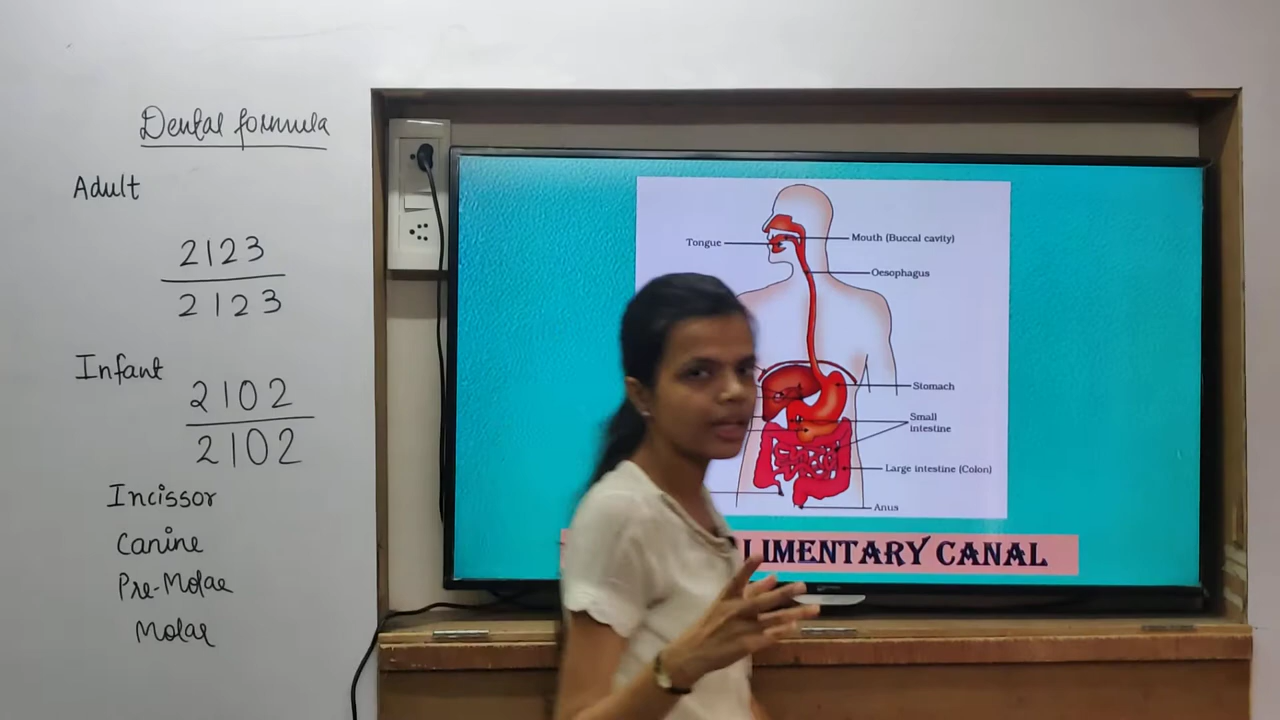 Dental formula
Adult
2123
2123
Infant
2102
2102
Incissor
Canine
Pre-Molar
Molar
Tongue
Mouth (Buccal cavity)
Oesophagus
Stomach
Small
intestine
Large intestine (Colon)
Anus
LIMENTARY CANAL